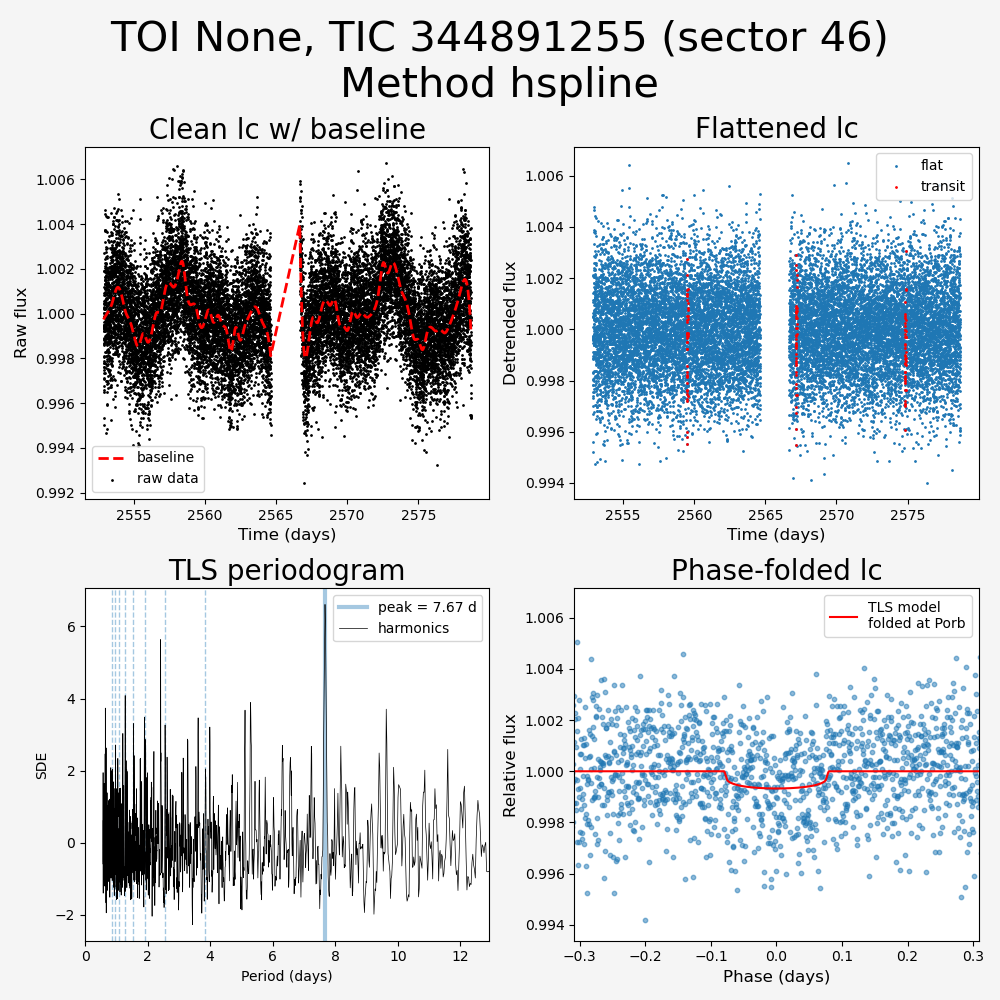 TOI None, TIC 344891255 (sector 46)
Method hspline
Clean lc w/ baseline
Raw flux
1.006
1.004
1.002
1.000
0.998
0.996
0.994
0.992
baseline
raw data
2555
2560
2565
2570
2575
Time (days)
Flattened lc
Detrended flux
1.006
1.004
1.002
1.000
0.998
0.996
0.994
flat
transit
2555
2560
2565
2570
2575
Time (days)
TLS periodogram
SDE
6
4
2
0
−2
peak = 7.67 d
harmonics
0
2
4
6
8
10
12
Period (days)
Phase-folded lc
Relative flux
1.006
1.004
1.002
1.000
0.998
0.996
0.994
TLS model
folded at Porb
−0.3
−0.2
−0.1
0.0
0.1
0.2
0.3
Phase (days)